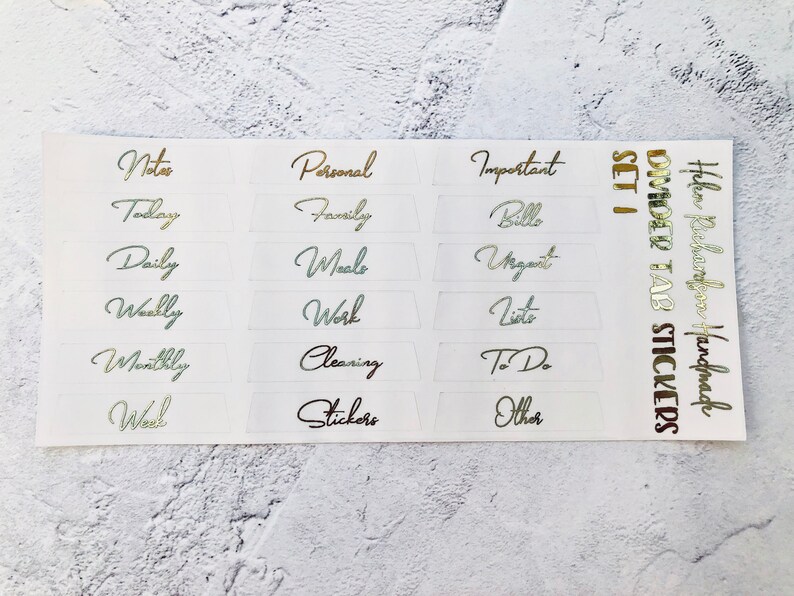 Notes Personal Important
Today Family Bills
Daily Meals Urgent
Weekly Work Lists
Monthly Cleaning To Do
Week Stickers Other
Helen Richardson Handmade
DIVIDER TAB STICKERS
SET 1